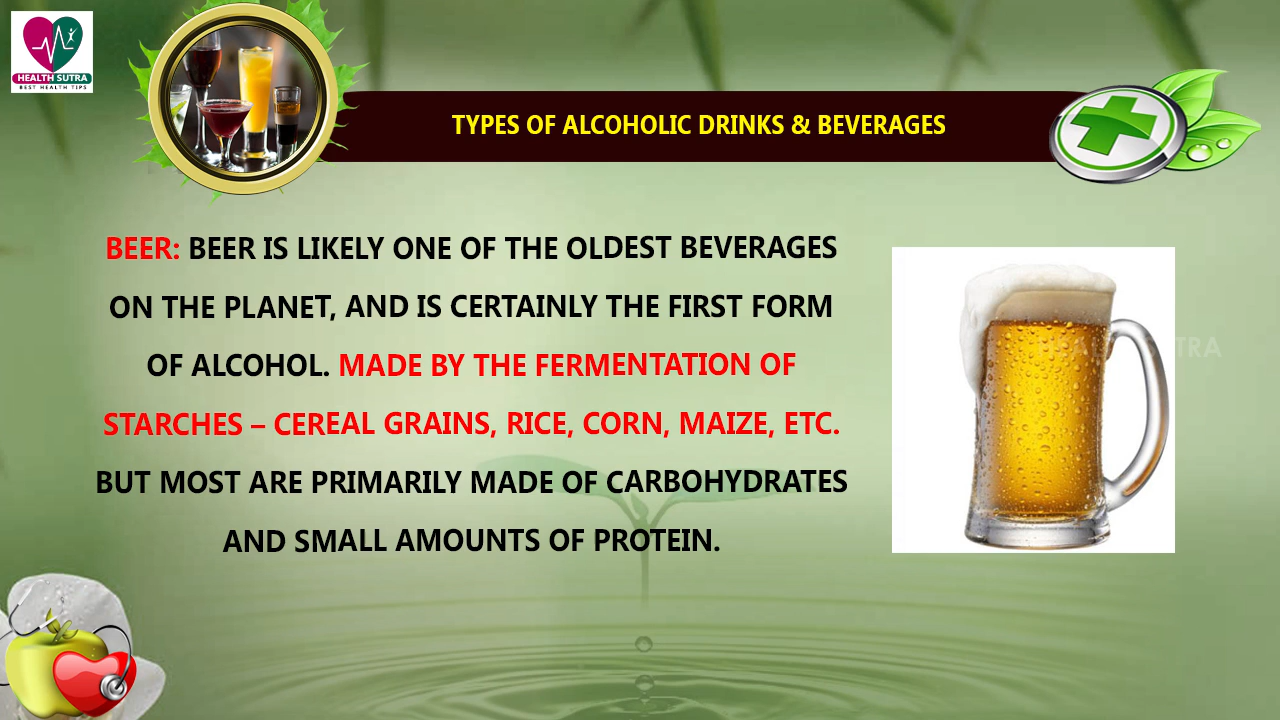 HEALTH SUTRA
BEST HEALTH TIPS
TYPES OF ALCOHOLIC DRINKS & BEVERAGES
BEER: BEER IS LIKELY ONE OF THE OLDEST BEVERAGES
ON THE PLANET, AND IS CERTAINLY THE FIRST FORM
OF ALCOHOL. MADE BY THE FERMENTATION OF
STARCHES – CEREAL GRAINS, RICE, CORN, MAIZE, ETC.
BUT MOST ARE PRIMARILY MADE OF CARBOHYDRATES
AND SMALL AMOUNTS OF PROTEIN.
HEALTH SUTRA